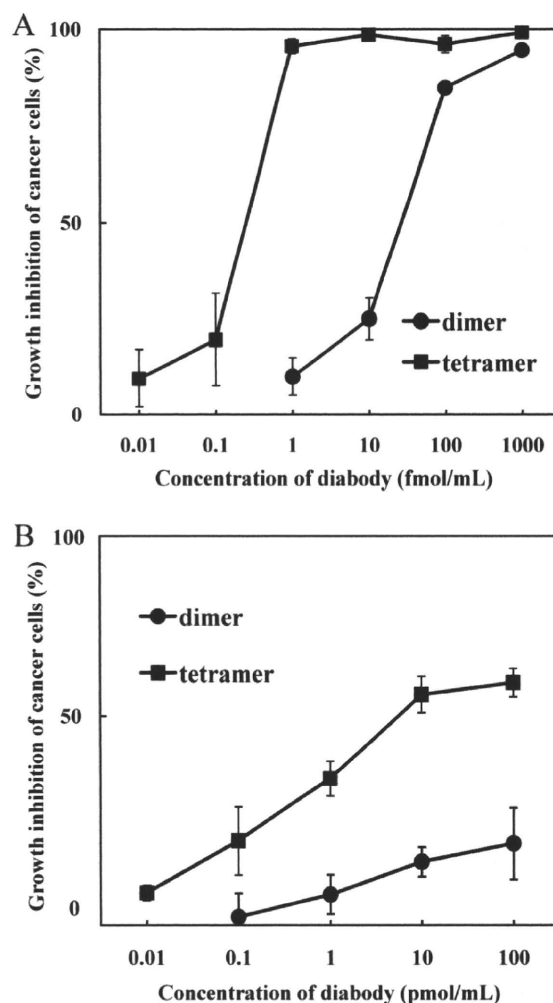 A
Growth inhibition of cancer cells (%)
100
50
0
dimer
tetramer
0.01 0.1 1 10 100 1000
Concentration of diabody (fmol/mL)
B
Growth inhibition of cancer cells (%)
100
50
0
dimer
tetramer
0.01 0.1 1 10 100
Concentration of diabody (pmol/mL)